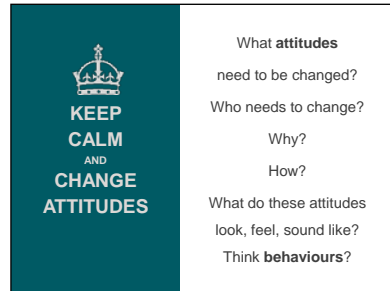 KEEP
CALM
AND
CHANGE
ATTITUDES
What attitudes
need to be changed?
Who needs to change?
Why?
How?
What do these attitudes
look, feel, sound like?
Think behaviours?